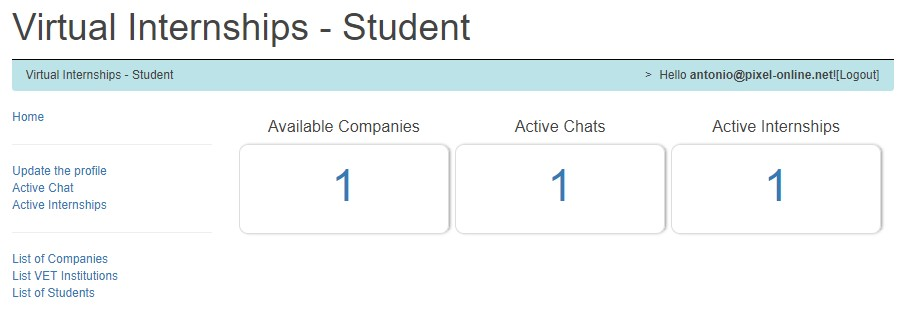 Virtual Internships - Student
Virtual Internships - Student > Hello antonio@pixel-online.net![Logout]
Home
Update the profile
Active Chat
Active Internships
List of Companies
List VET Institutions
List of Students
Available Companies
1
Active Chats
1
Active Internships
1